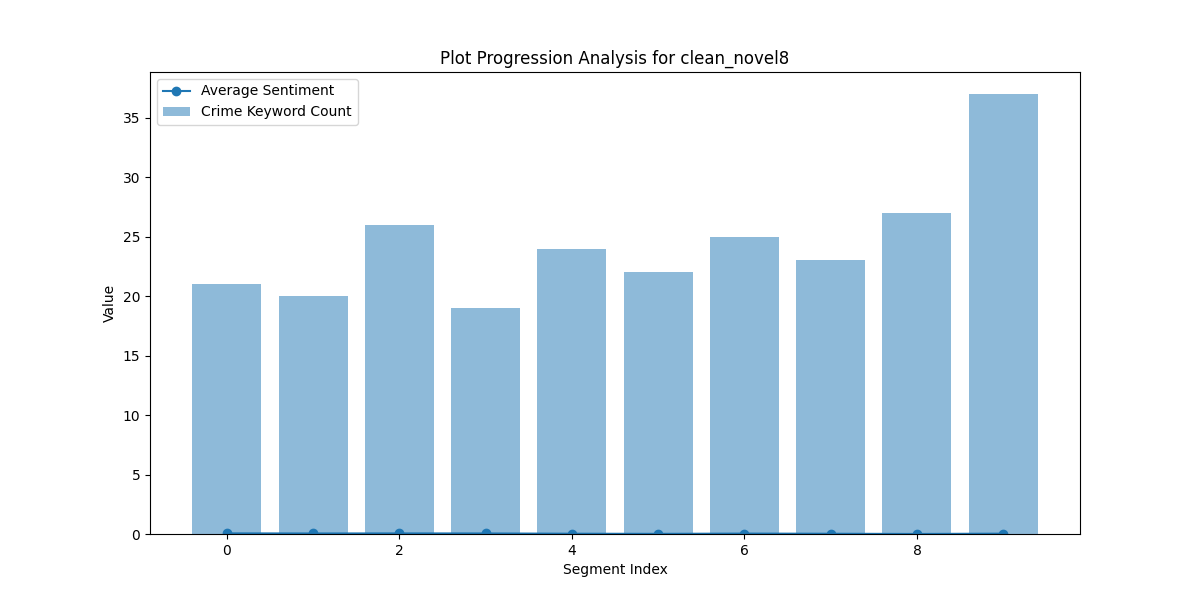 Plot Progression Analysis for clean_novel8
Average Sentiment
Crime Keyword Count
Value
35
30
25
20
15
10
5
0
0 2 4 6 8
Segment Index